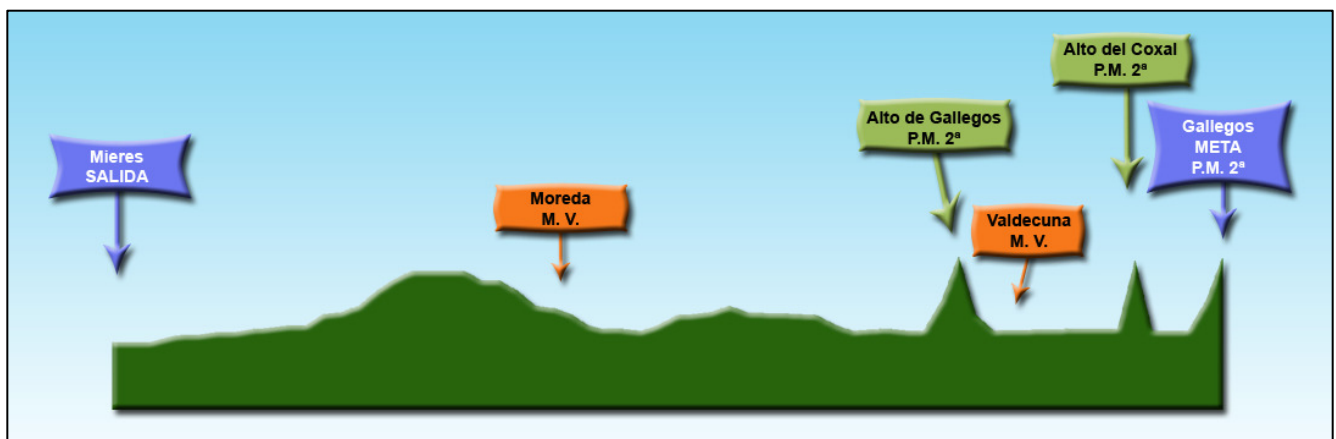 Mieres
SALIDA
Moreda
M. V.
Alto de Gallegos
P.M. 2ª
Valdecuna
M. V.
Alto del Coxal
P.M. 2ª
Gallegos
META
P.M. 2ª